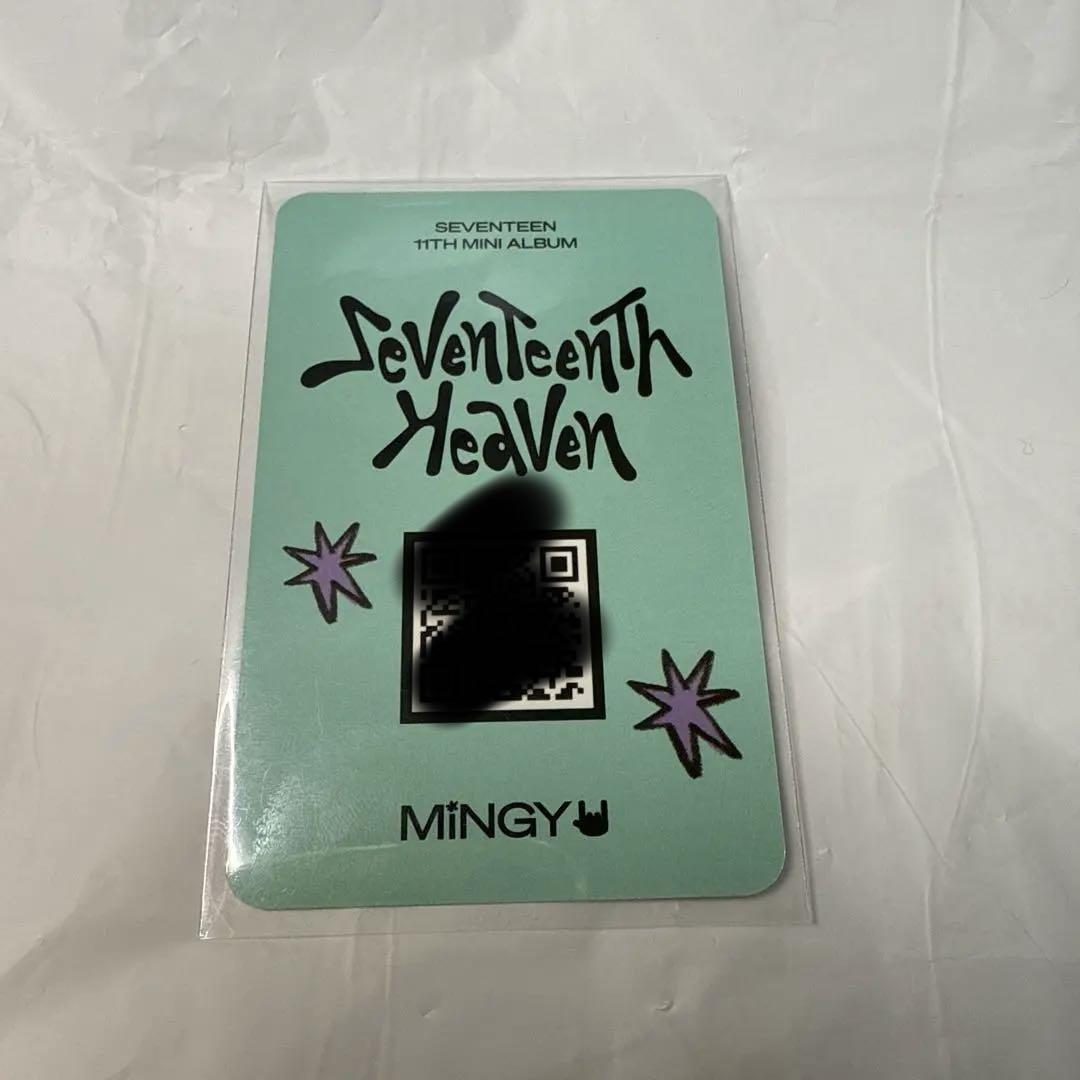 SEVENTEEN
11TH MINI ALBUM
SeVenTeenTh
HeaVen
MiNGYU